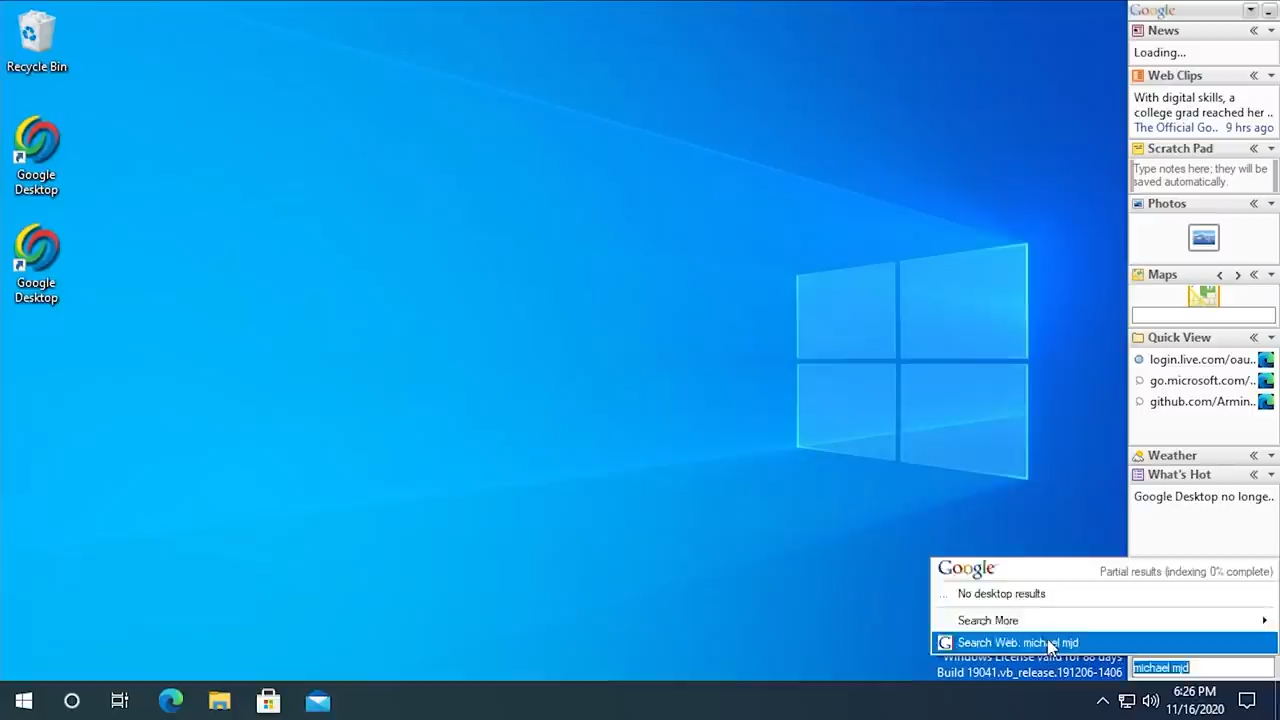 Recycle Bin
Google
Desktop
Google
Desktop
Google
News
Loading...
Web Clips
With digital skills, a
college grad reached her ..
The Official Go.. 9 hrs ago
Scratch Pad
Type notes here; they will be
saved automatically.
Photos
Maps
Quick View
login.live.com/oau..
go.microsoft.com/..
github.com/Armin..
Weather
What's Hot
Google Desktop no longe..
Google
Partial results (indexing 0% complete)
... No desktop results
Search More
G Search Web: michael mjd
Windows License valid for 88 days
Build 19041.vb_release.191206-1406
michael mjd
6:26 PM
11/16/2020